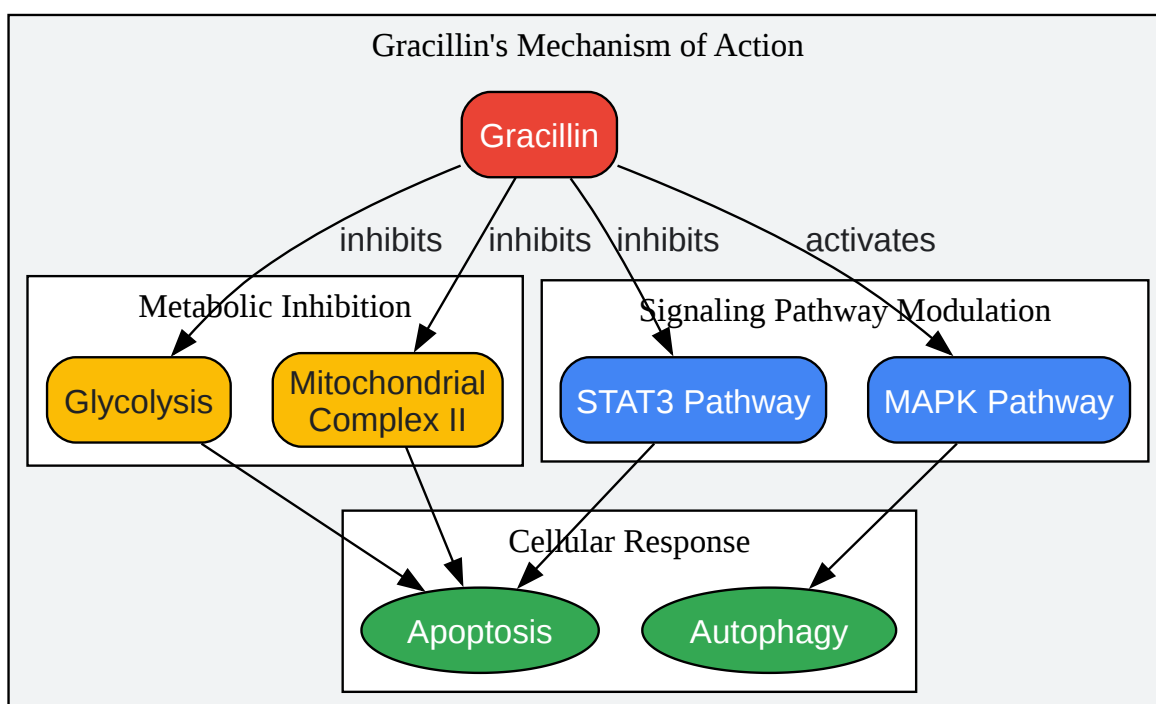 Gracillin's Mechanism of Action
Gracillin
inhibits
inhibits
inhibits
activates
Metabolic Inhibition
Signaling Pathway Modulation
Glycolysis
Mitochondrial
Complex II
STAT3 Pathway
MAPK Pathway
Cellular Response
Apoptosis
Autophagy